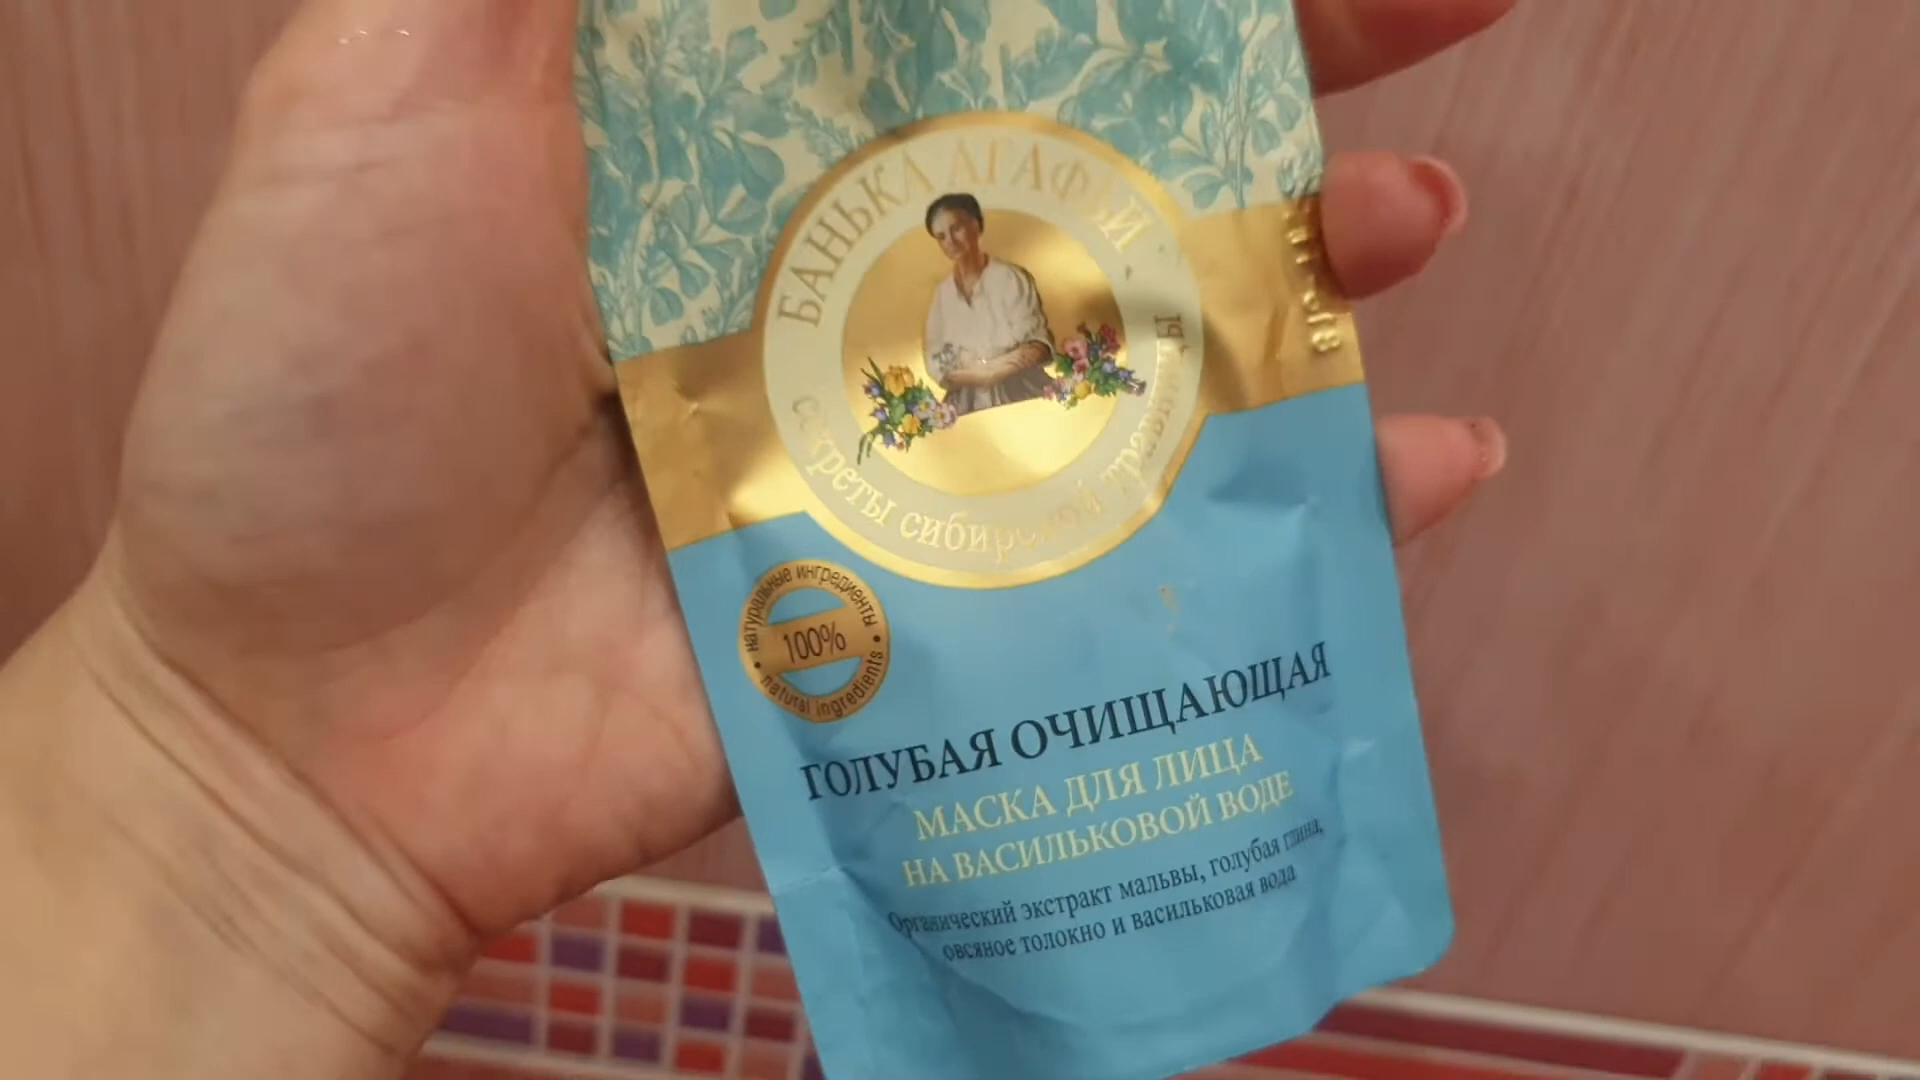 БАНЬКА АГАФЬИ
секреты сибирской травницы
натуральные ингредиенты
100%
natural ingredients
ГОЛУБАЯ ОЧИЩАЮЩАЯ
МАСКА ДЛЯ ЛИЦА
НА ВАСИЛЬКОВОЙ ВОДЕ
Органический экстракт мальвы, голубая глина,
овсяное толокно и васильковая вода